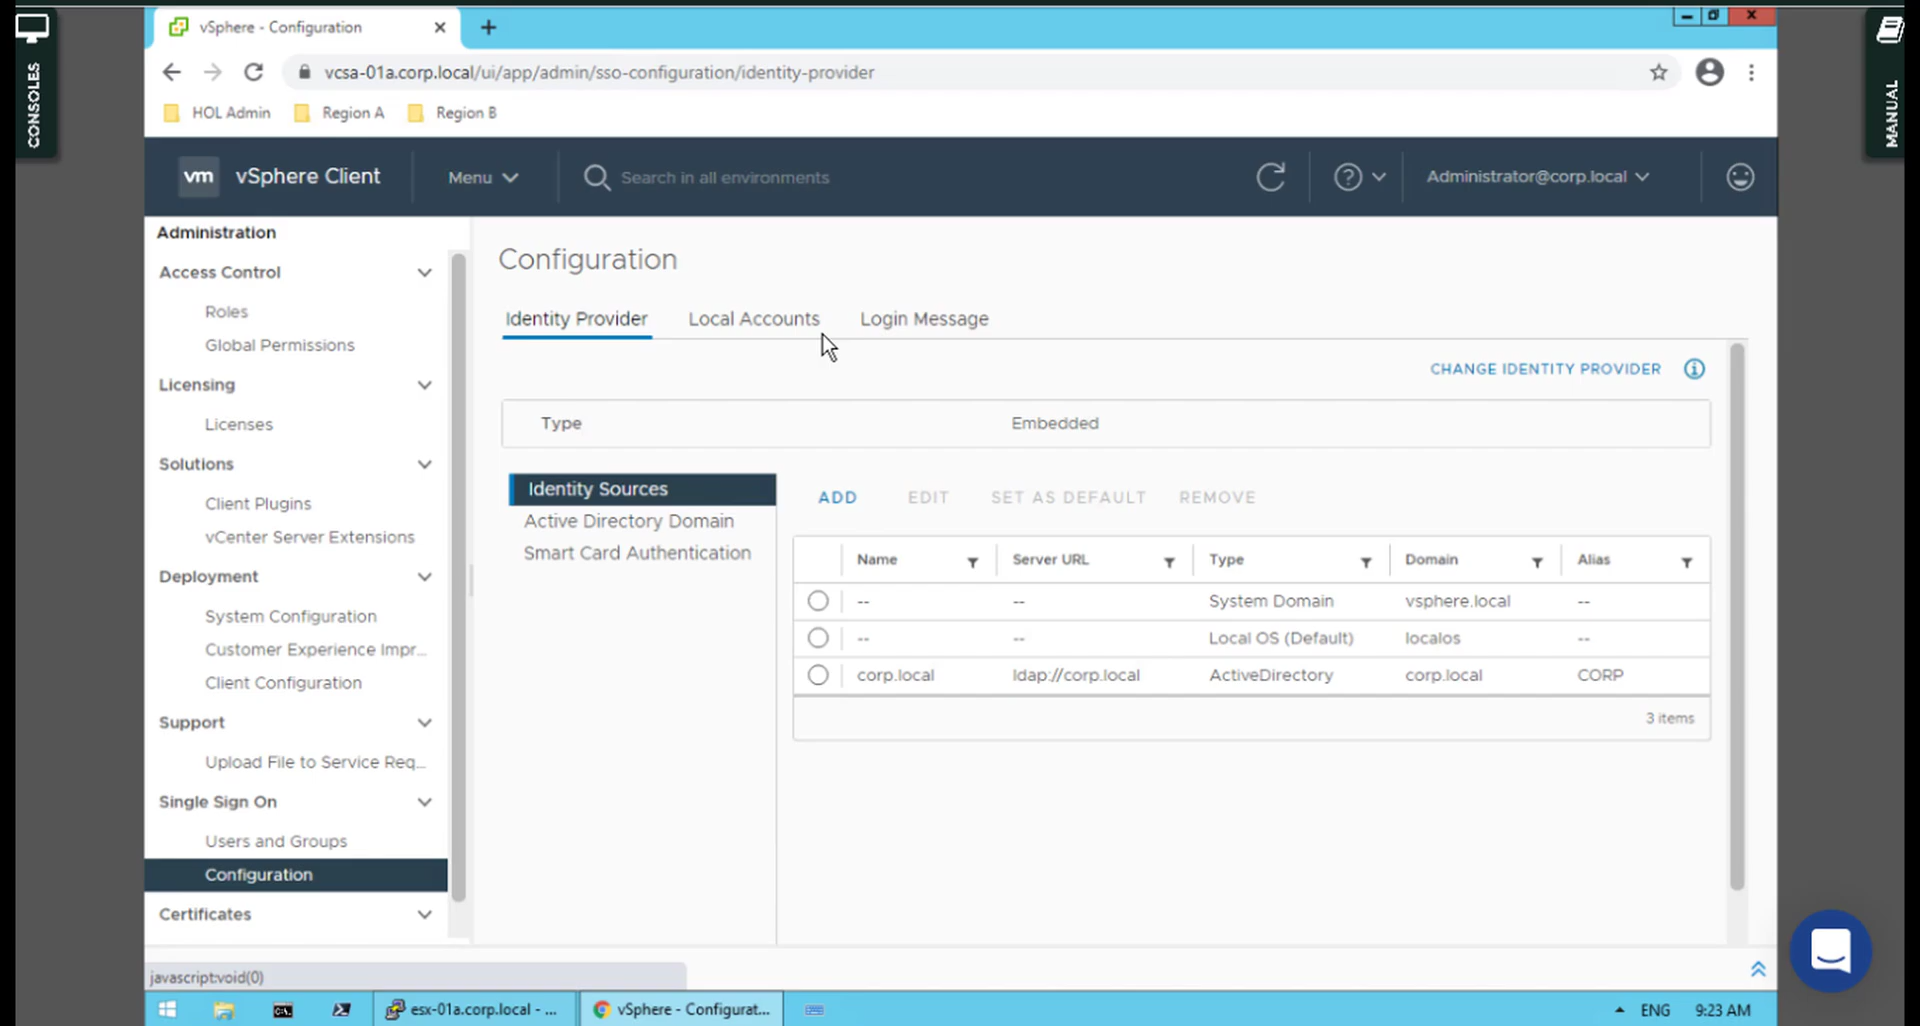 CONSOLES
MANUAL
vSphere - Configuration
vcsa-01a.corp.local/ui/app/admin/sso-configuration/identity-provider
HOL Admin
Region A
Region B
vm
vSphere Client
Menu
Search in all environments
Administrator@corp.local
Administration
Access Control
Roles
Global Permissions
Licensing
Licenses
Solutions
Client Plugins
vCenter Server Extensions
Deployment
System Configuration
Customer Experience Impr...
Client Configuration
Support
Upload File to Service Req...
Single Sign On
Users and Groups
Configuration
Certificates
Configuration
Identity Provider
Local Accounts
Login Message
CHANGE IDENTITY PROVIDER
Type Embedded
Identity Sources
Active Directory Domain
Smart Card Authentication
ADD EDIT SET AS DEFAULT REMOVE
Name Server URL Type Domain Alias
-- -- System Domain vsphere.local --
-- -- Local OS (Default) localos --
corp.local ldap://corp.local ActiveDirectory corp.local CORP
3 items
javascript:void(0)
esx-01a.corp.local - ...
vSphere - Configurat...
ENG
9:23 AM